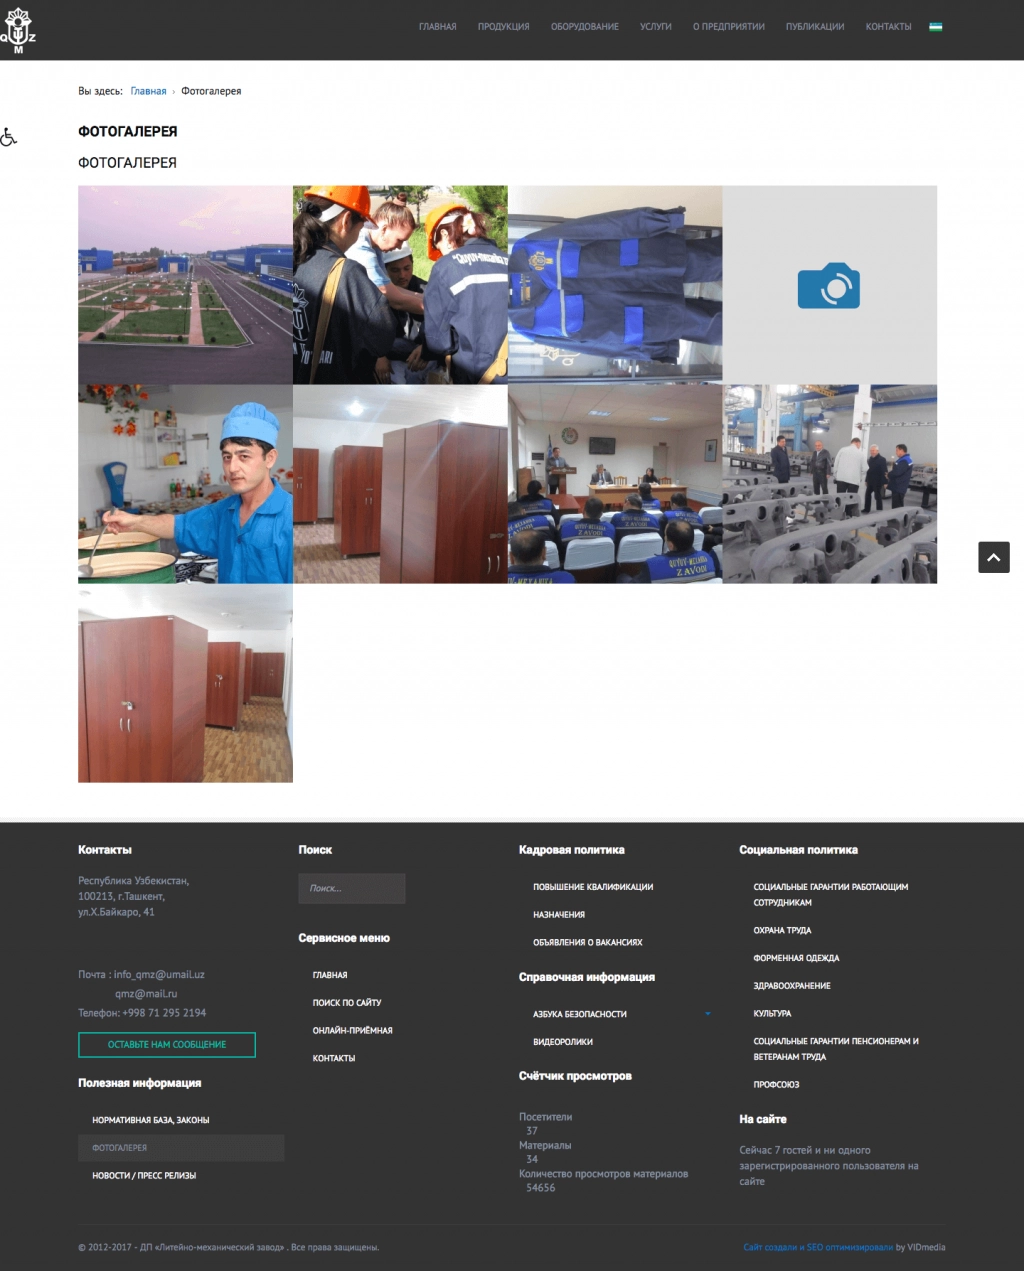 Q Z
M
ГЛАВНАЯ ПРОДУКЦИЯ ОБОРУДОВАНИЕ УСЛУГИ О ПРЕДПРИЯТИИ ПУБЛИКАЦИИ КОНТАКТЫ
Вы здесь: Главная › Фотогалерея
ФОТОГАЛЕРЕЯ
ФОТОГАЛЕРЕЯ
"Quyuv-mexanika
ZAVODI
QUYUV-MEXANIKA
ZAVODI
Контакты
Республика Узбекистан,
100213, г.Ташкент,
ул.Х.Байкаро, 41
Почта : info_qmz@umail.uz
qmz@mail.ru
Телефон: +998 71 295 2194
ОСТАВЬТЕ НАМ СООБЩЕНИЕ
Полезная информация
НОРМАТИВНАЯ БАЗА, ЗАКОНЫ
ФОТОГАЛЕРЕЯ
НОВОСТИ / ПРЕСС РЕЛИЗЫ
Поиск
Поиск...
Сервисное меню
ГЛАВНАЯ
ПОИСК ПО САЙТУ
ОНЛАЙН-ПРИЁМНАЯ
КОНТАКТЫ
Кадровая политика
ПОВЫШЕНИЕ КВАЛИФИКАЦИИ
НАЗНАЧЕНИЯ
ОБЪЯВЛЕНИЯ О ВАКАНСИЯХ
Справочная информация
АЗБУКА БЕЗОПАСНОСТИ
ВИДЕОРОЛИКИ
Счётчик просмотров
Посетители
37
Материалы
34
Количество просмотров материалов
54656
Социальная политика
СОЦИАЛЬНЫЕ ГАРАНТИИ РАБОТАЮЩИМ
СОТРУДНИКАМ
ОХРАНА ТРУДА
ФОРМЕННАЯ ОДЕЖДА
ЗДРАВООХРАНЕНИЕ
КУЛЬТУРА
СОЦИАЛЬНЫЕ ГАРАНТИИ ПЕНСИОНЕРАМ И
ВЕТЕРАНАМ ТРУДА
ПРОФСОЮЗ
На сайте
Сейчас 7 гостей и ни одного
зарегистрированного пользователя на
сайте
© 2012-2017 - ДП «Литейно-механический завод» . Все права защищены.
Сайт создали и SEO оптимизировали by VIDmedia